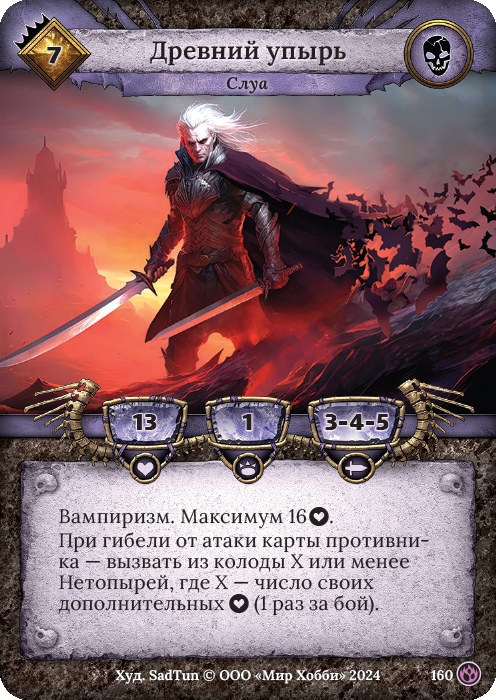 7
Древний упырь
Слуа
13
1
3-4-5
Вампиризм. Максимум 16.
При гибели от атаки карты противни-
ка — вызвать из колоды X или менее
Нетопырей, где X — число своих
дополнительных (1 раз за бой).
Худ. SadTun © ООО «Мир Хобби» 2024
160